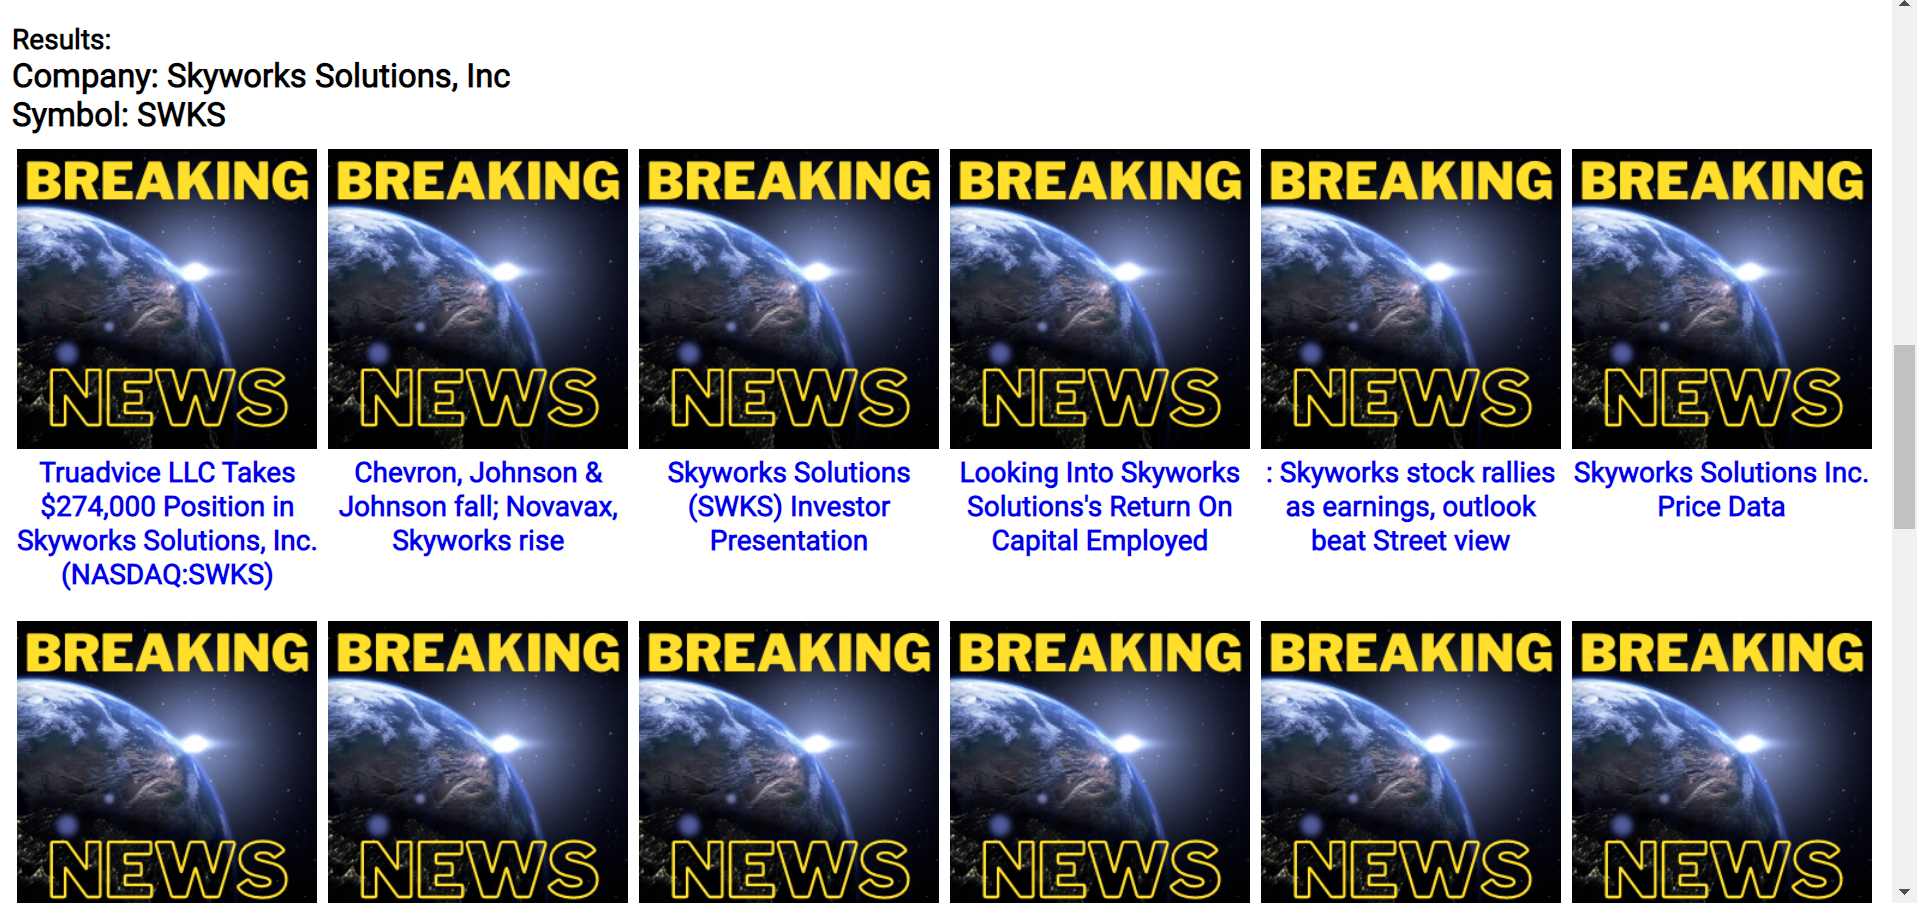 Results:
Company: Skyworks Solutions, Inc
Symbol: SWKS
BREAKING BREAKING BREAKING BREAKING BREAKING BREAKING
NEWS NEWS NEWS NEWS NEWS NEWS
Truadvice LLC Takes
$274,000 Position in
Skyworks Solutions, Inc.
(NASDAQ:SWKS)
Chevron, Johnson &
Johnson fall; Novavax,
Skyworks rise
Skyworks Solutions
(SWKS) Investor
Presentation
Looking Into Skyworks
Solutions's Return On
Capital Employed
: Skyworks stock rallies
as earnings, outlook
beat Street view
Skyworks Solutions Inc.
Price Data
BREAKING BREAKING BREAKING BREAKING BREAKING BREAKING
NEWS NEWS NEWS NEWS NEWS NEWS